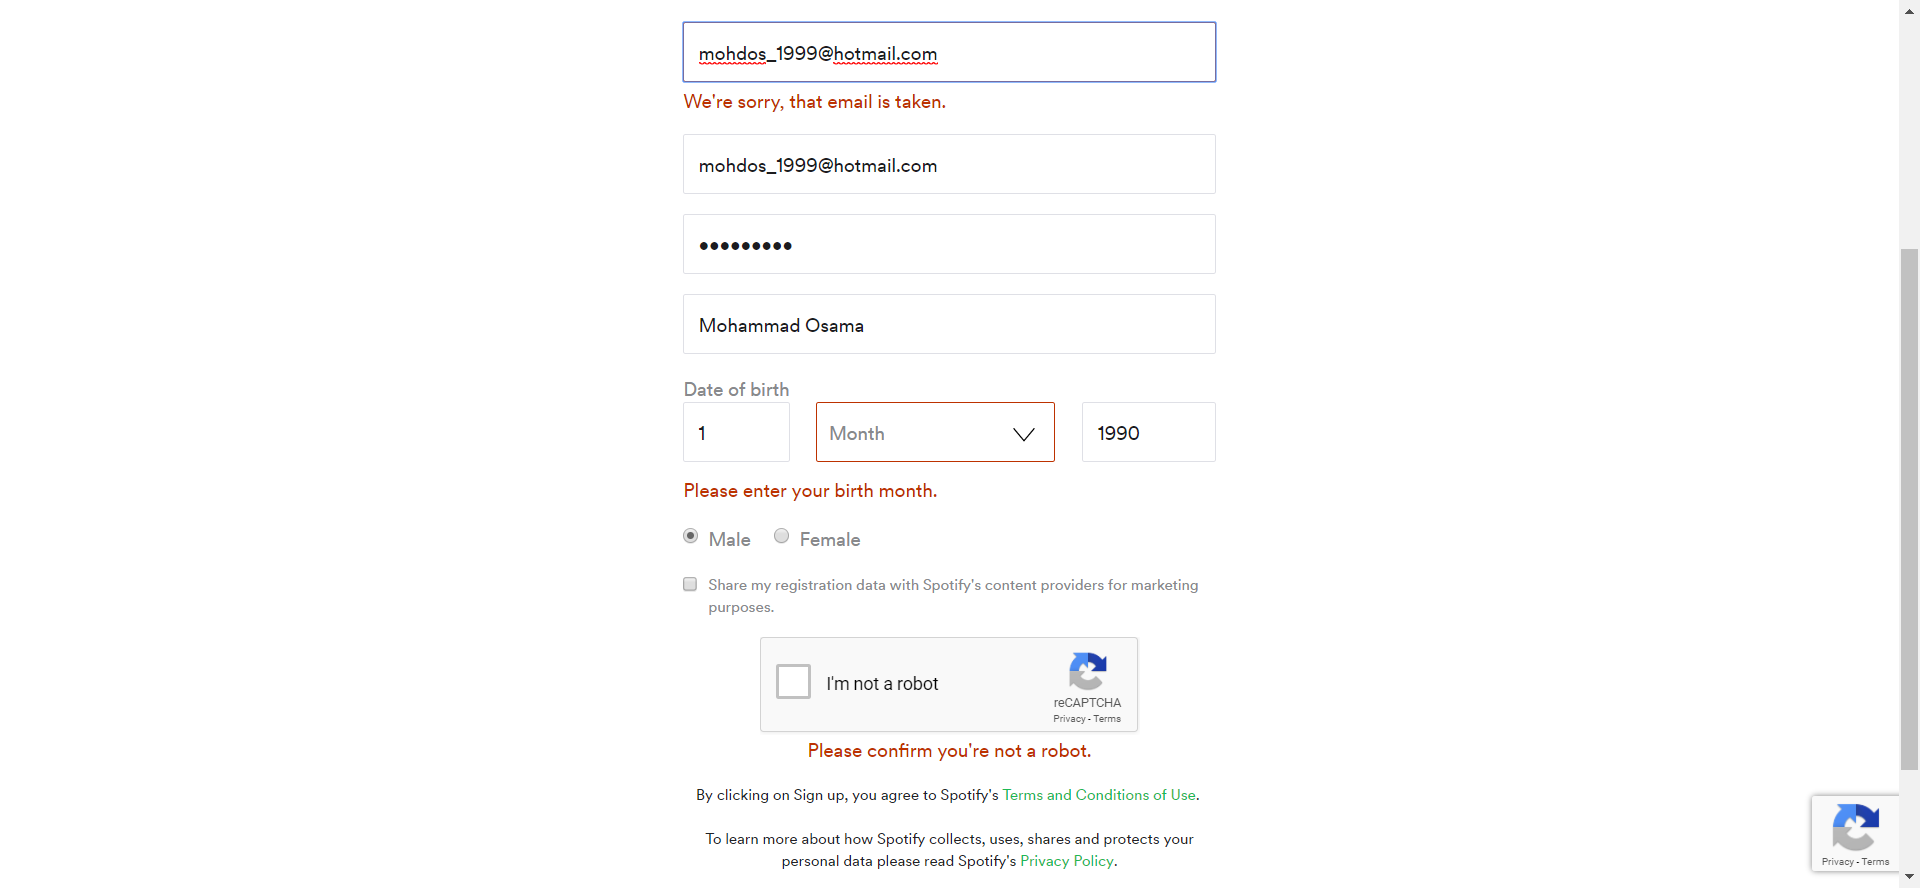 mohdos_1999@hotmail.com
We're sorry, that email is taken.
mohdos_1999@hotmail.com
•••••••••
Mohammad Osama
Date of birth
1 Month 1990
Please enter your birth month.
Male Female
Share my registration data with Spotify's content providers for marketing
purposes.
I'm not a robot
reCAPTCHA
Privacy - Terms
Please confirm you're not a robot.
By clicking on Sign up, you agree to Spotify's Terms and Conditions of Use.
To learn more about how Spotify collects, uses, shares and protects your
personal data please read Spotify's Privacy Policy.
Privacy - Terms